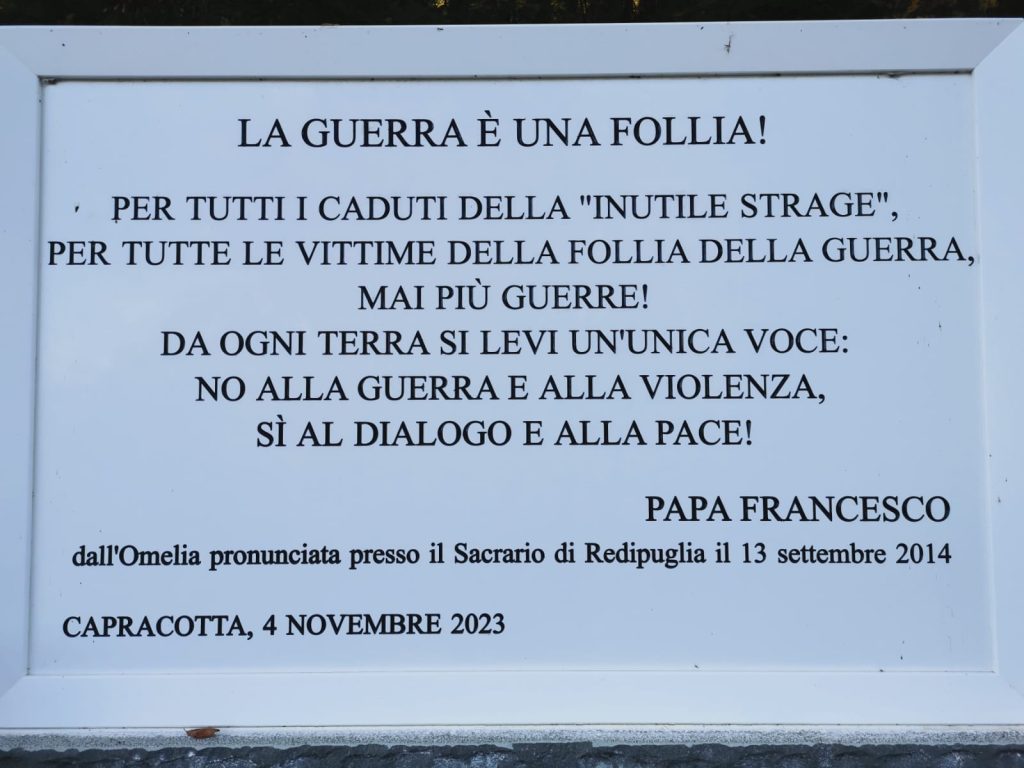 LA GUERRA È UNA FOLLIA!
PER TUTTI I CADUTI DELLA "INUTILE STRAGE",
PER TUTTE LE VITTIME DELLA FOLLIA DELLA GUERRA,
MAI PIÙ GUERRE!
DA OGNI TERRA SI LEVI UN'UNICA VOCE:
NO ALLA GUERRA E ALLA VIOLENZA,
SÌ AL DIALOGO E ALLA PACE!
PAPA FRANCESCO
dall'Omelia pronunciata presso il Sacrario di Redipuglia il 13 settembre 2014
CAPRACOTTA, 4 NOVEMBRE 2023